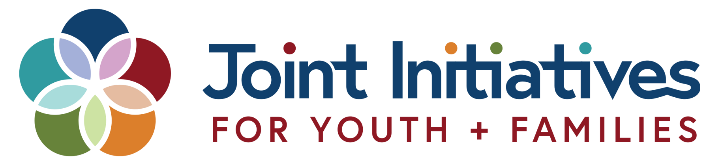 Joint Initiatives
FOR YOUTH + FAMILIES